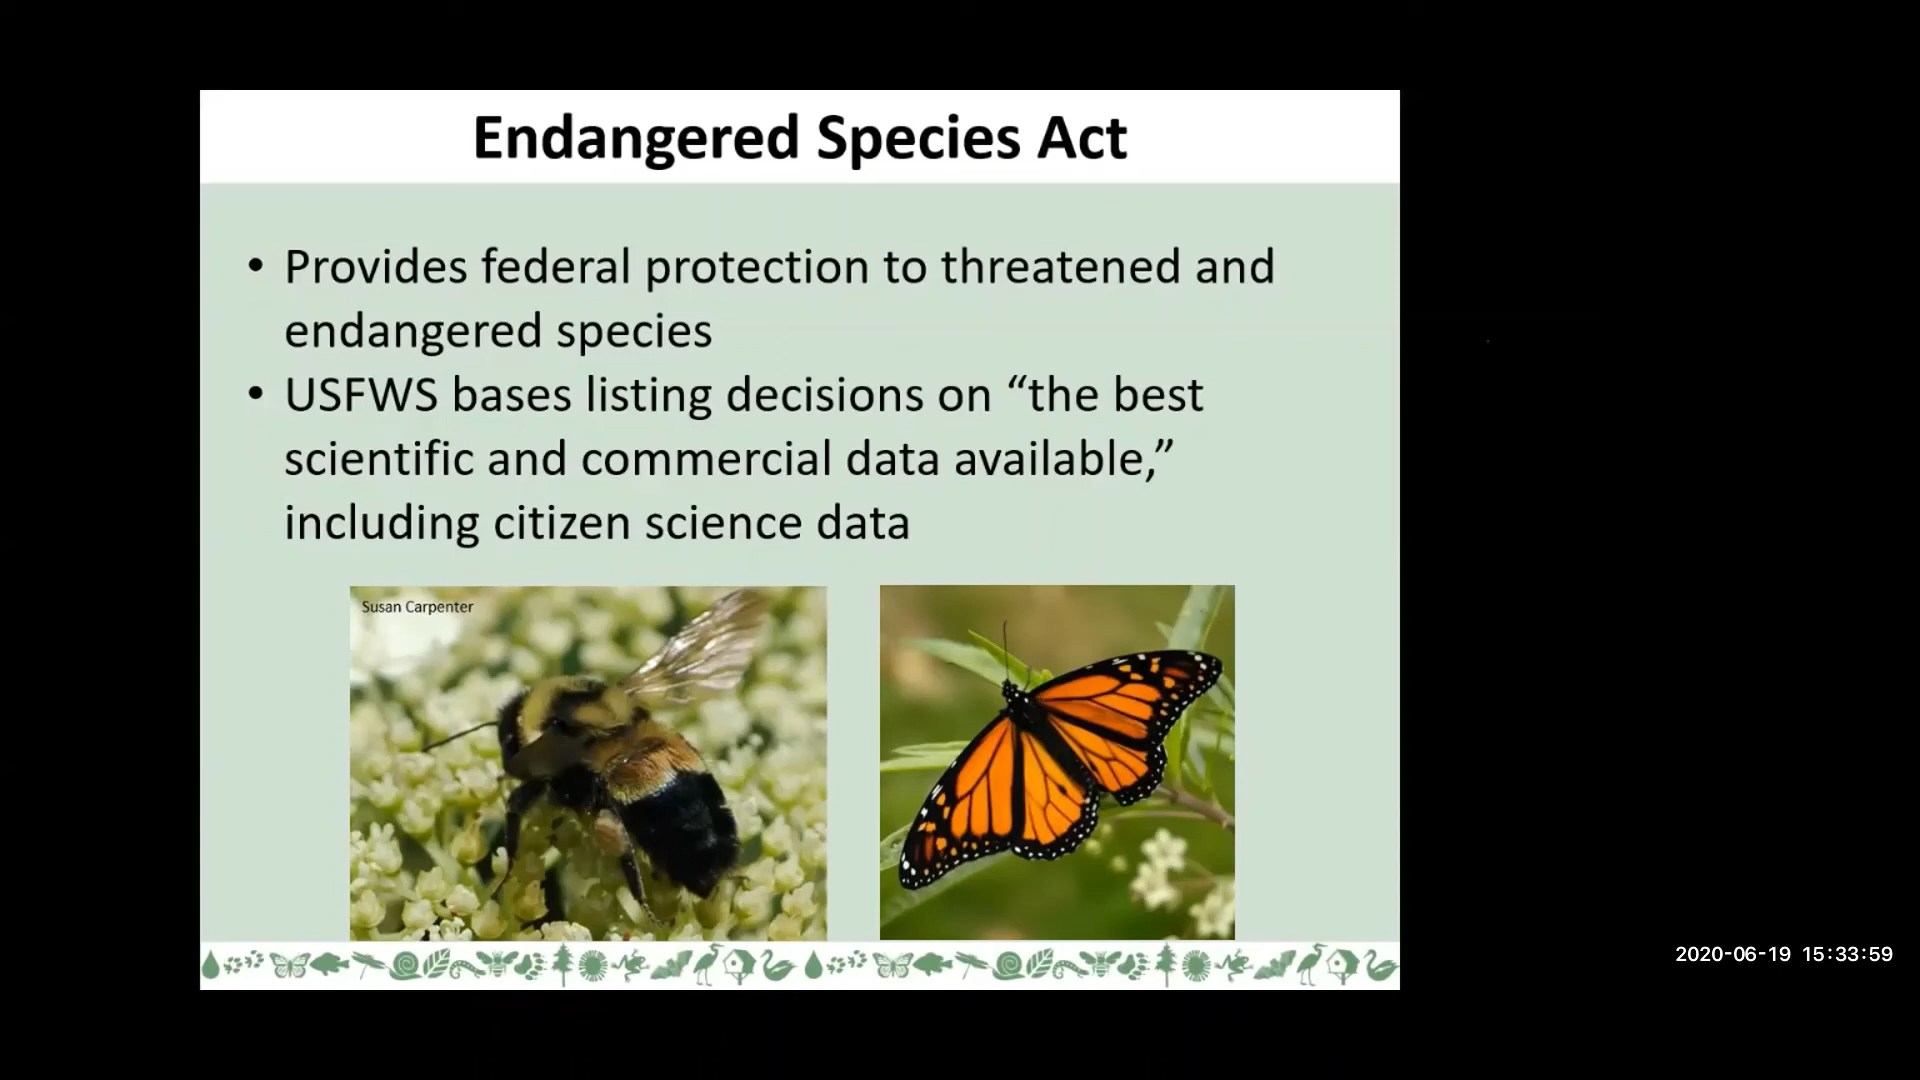 Endangered Species Act
• Provides federal protection to threatened and
endangered species
• USFWS bases listing decisions on “the best
scientific and commercial data available,”
including citizen science data
Susan Carpenter
2020-06-19 15:33:59